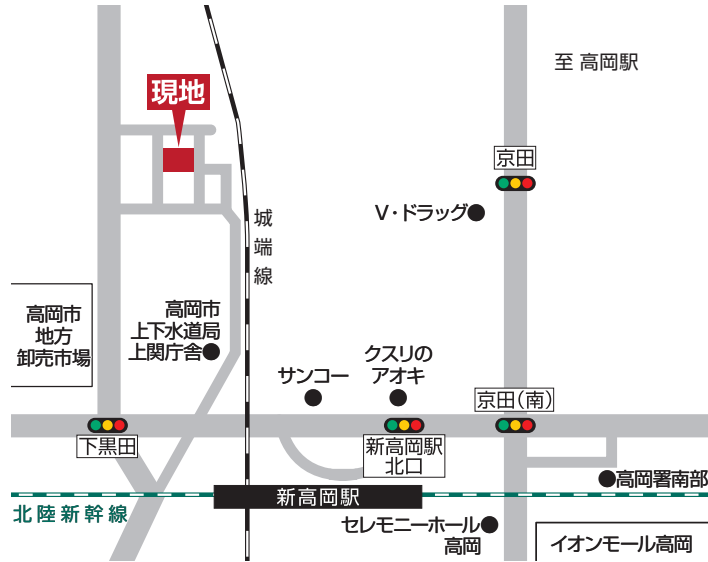 至 高岡駅
現地
京田
V・ドラッグ
城端線
高岡市
地方
卸売市場
高岡市
上下水道局
上関庁舎
サンコー
クスリの
アオキ
京田(南)
下黒田
新高岡駅
北口
高岡署南部
新高岡駅
北陸新幹線
セレモニーホール
高岡
イオンモール高岡